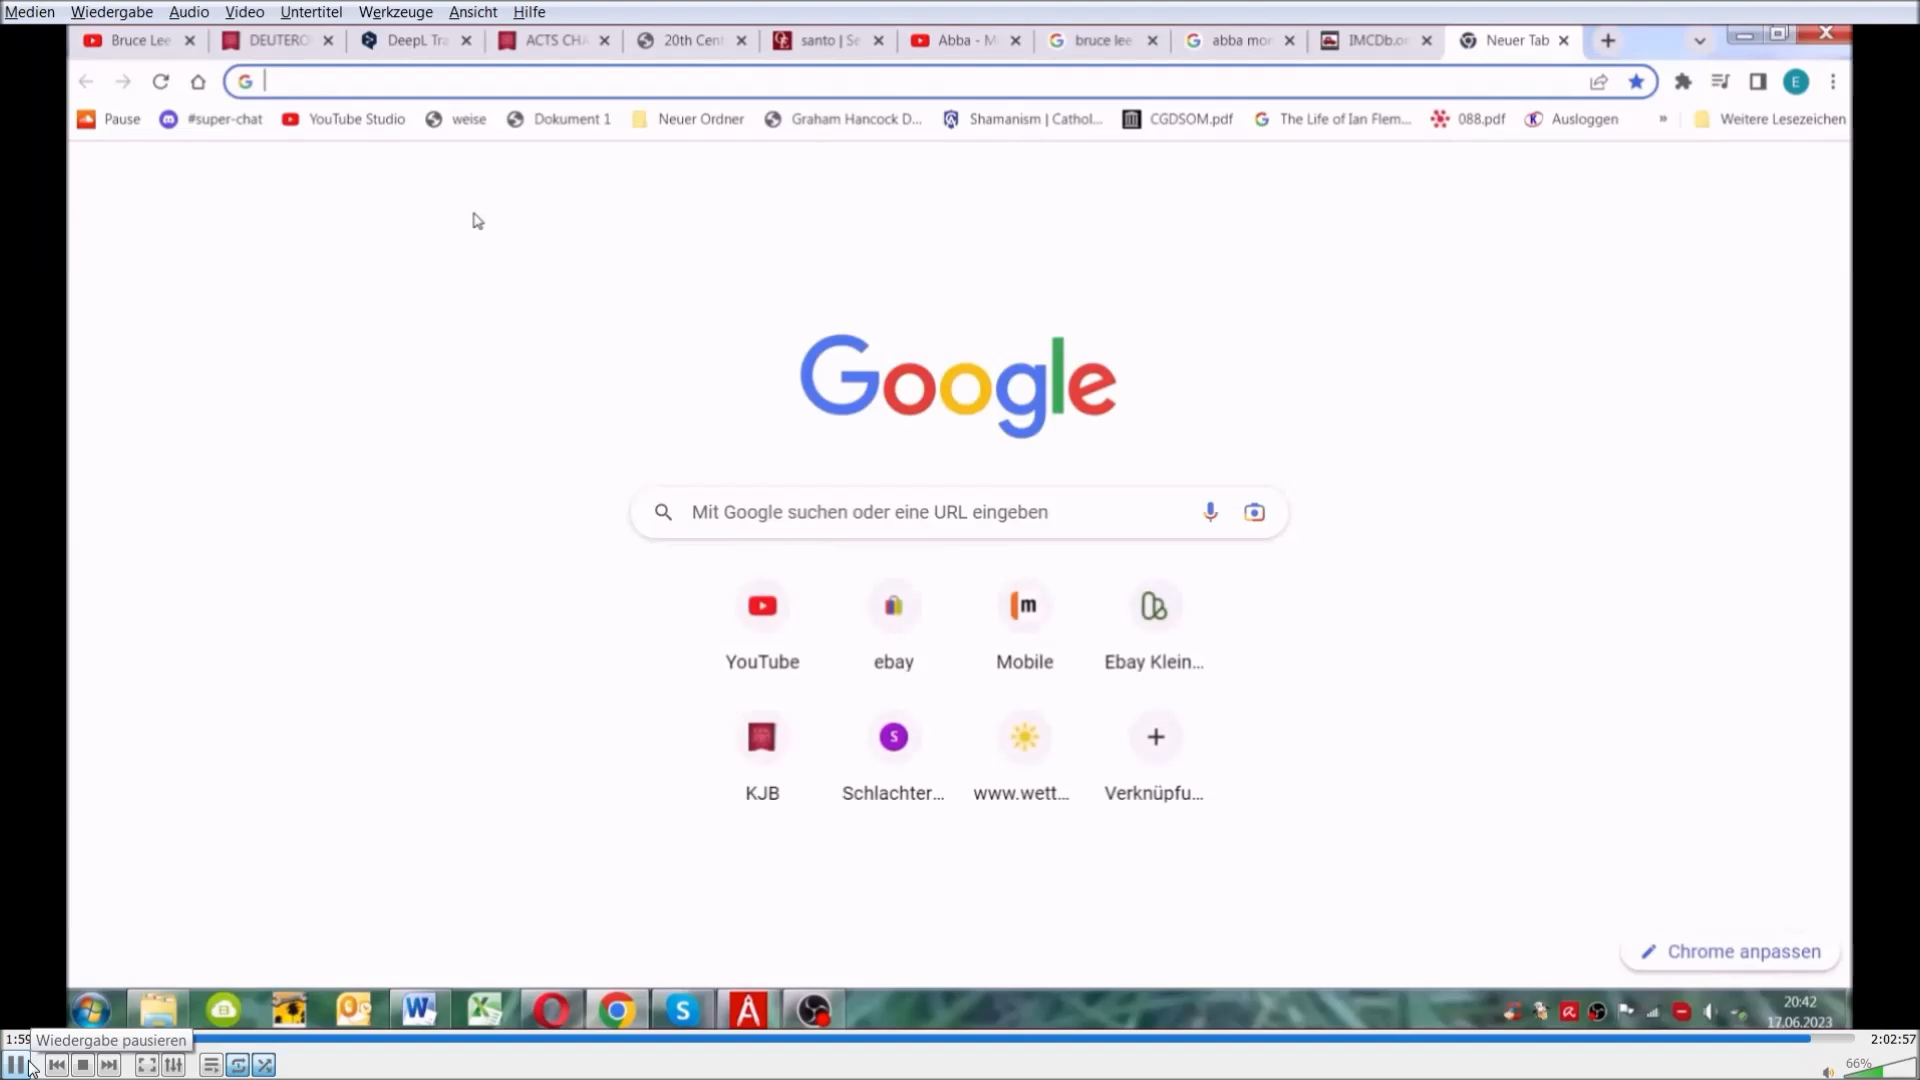 Medien Wiedergabe Audio Video Untertitel Werkzeuge Ansicht Hilfe
Bruce Lee DEUTERO DeepL Tra ACTS CHA 20th Cent santo | Se Abba - M bruce lee abba mor IMCDb.o Neuer Tab
Pause #super-chat YouTube Studio weise Dokument 1 Neuer Ordner Graham Hancock D... Shamanism | Cathol... CGDSOM.pdf The Life of Ian Flem... 088.pdf Ausloggen » Weitere Lesezeichen
Google
Mit Google suchen oder eine URL eingeben
YouTube ebay Mobile Ebay Klein...
KJB Schlachter... www.wett... Verknüpfu...
Chrome anpassen
20:42
17.06.2023
1:59 Wiedergabe pausieren 2:02:57
66%